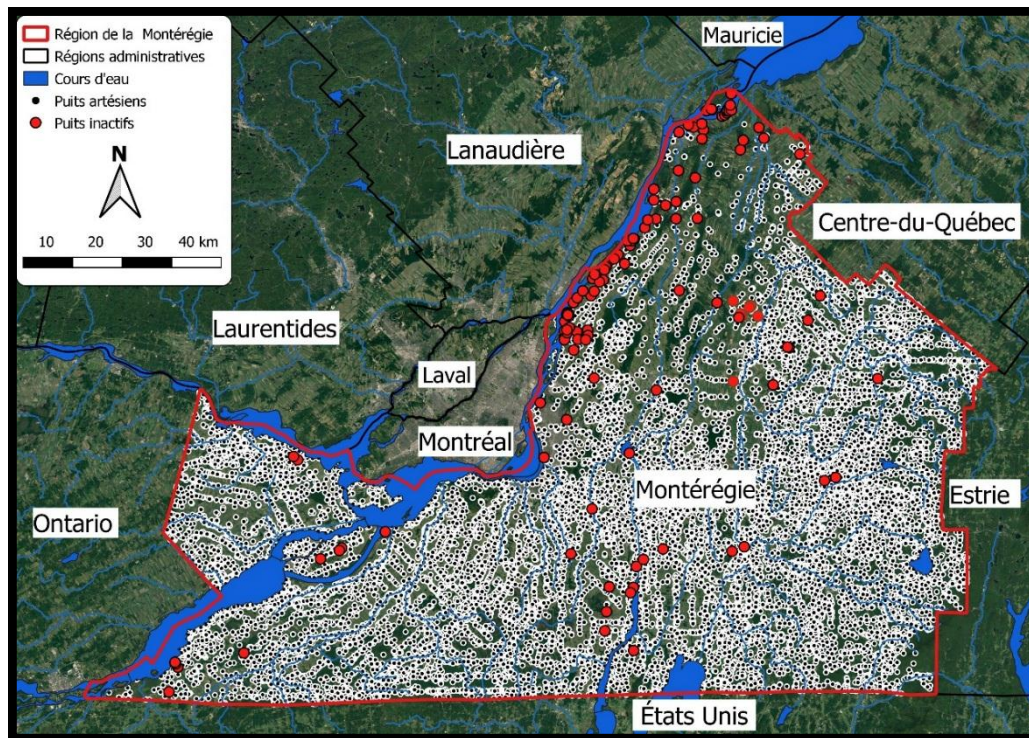 Région de la Montérégie
Régions administratives
Cours d'eau
Puits artésiens
Puits inactifs
N
10 20 30 40 km
Mauricie
Lanaudière
Centre-du-Québec
Laurentides
Laval
Montréal
Montérégie
Estrie
Ontario
États Unis